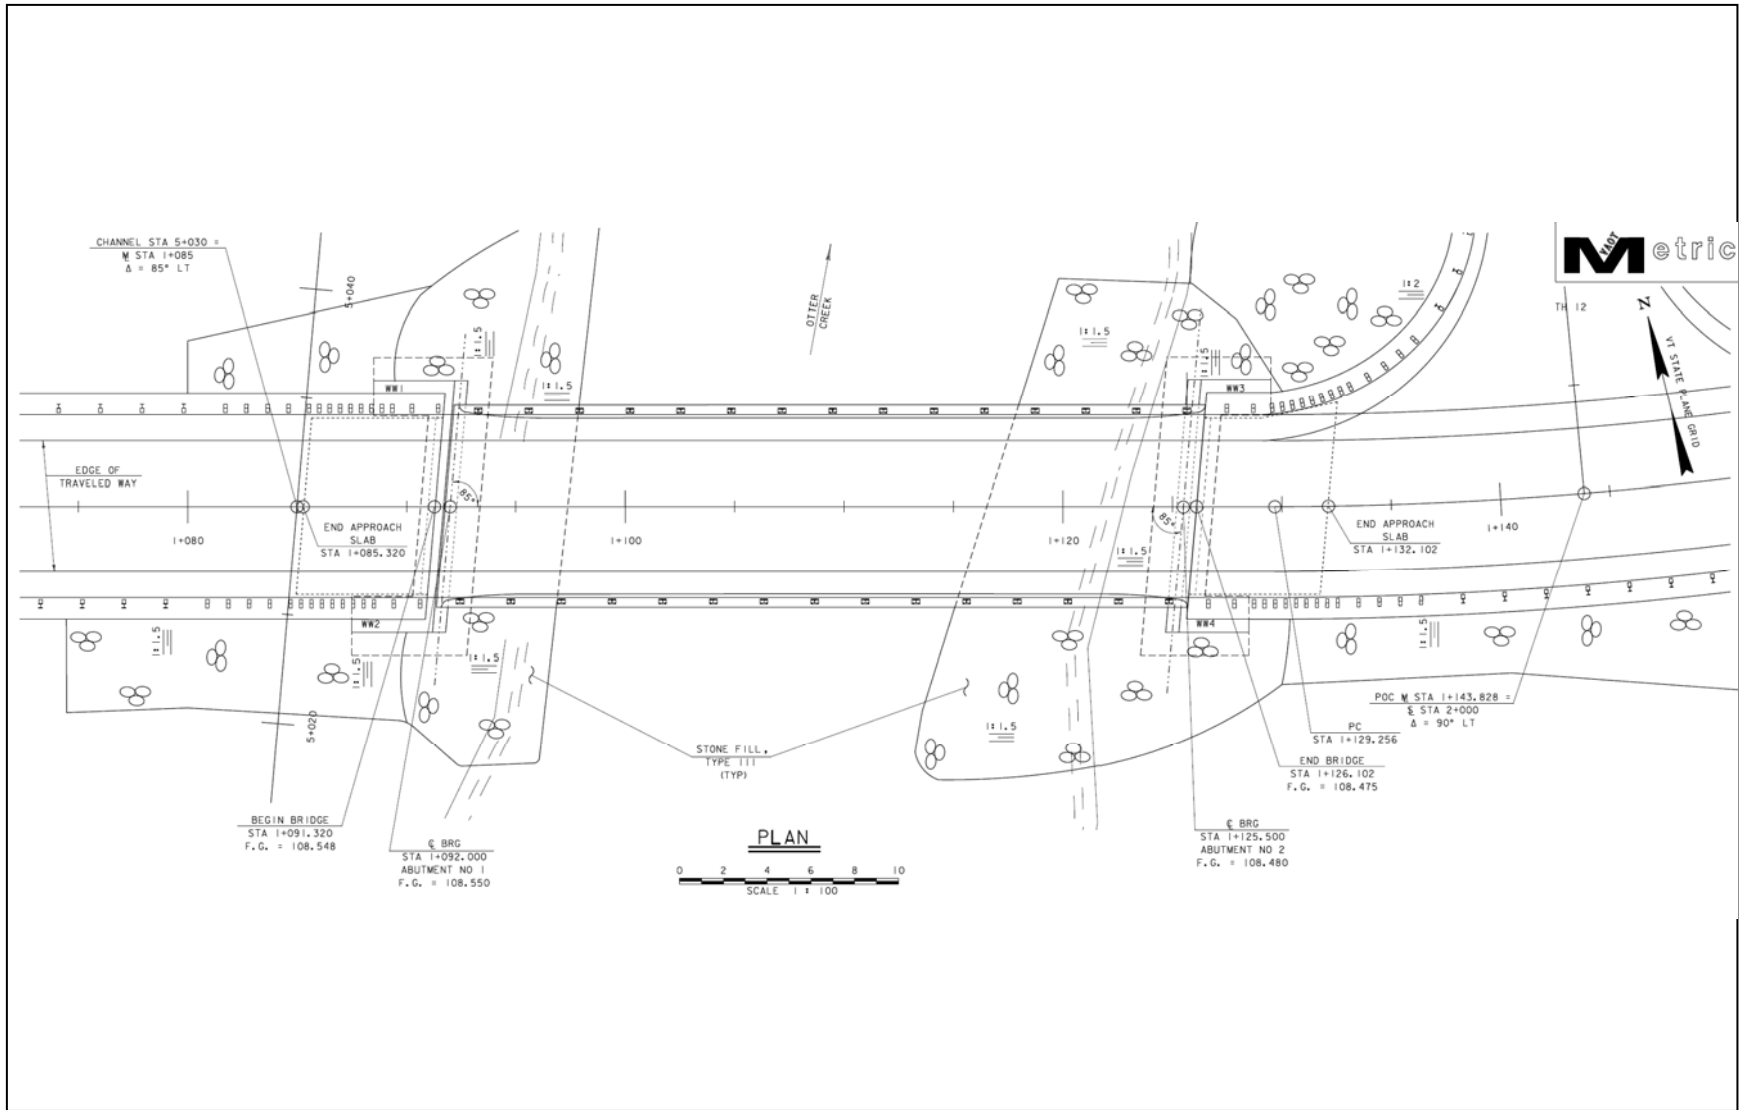 CHANNEL STA 5+030 =
M STA 1+085
Δ = 85° LT
5+040
OTTER
CREEK
VAOT
Metric
TH 12
N
VT STATE PLANE GRID
1:2
1:1.5
1:1.5
1:1.5
1:1.5
1:1.5
WW1
WW3
EDGE OF
TRAVELED WAY
85°
85°
END APPROACH
SLAB
STA 1+085.320
END APPROACH
SLAB
STA 1+132.102
1+080
1+100
1+120
1+140
1:1.5
WW2
WW4
1:1.5
1:1.5
1:1.5
1:1.5
1:1.5
5+020
STONE FILL,
TYPE III
(TYP)
POC M STA 1+143.828 =
℄ STA 2+000
Δ = 90° LT
PC
STA 1+129.256
END BRIDGE
STA 1+126.102
F.G. = 108.475
BEGIN BRIDGE
STA 1+091.320
F.G. = 108.548
℄ BRG
STA 1+092.000
ABUTMENT NO 1
F.G. = 108.550
℄ BRG
STA 1+125.500
ABUTMENT NO 2
F.G. = 108.480
PLAN
0 2 4 6 8 10
SCALE 1 : 100